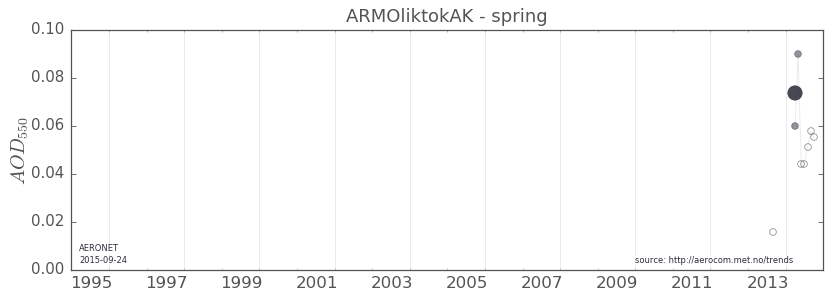 ARMOliktokAK - spring
0.10
0.08
0.06
0.04
0.02
0.00
AOD550
AERONET
2015-09-24
source: http://aerocom.met.no/trends
1995 1997 1999 2001 2003 2005 2007 2009 2011 2013